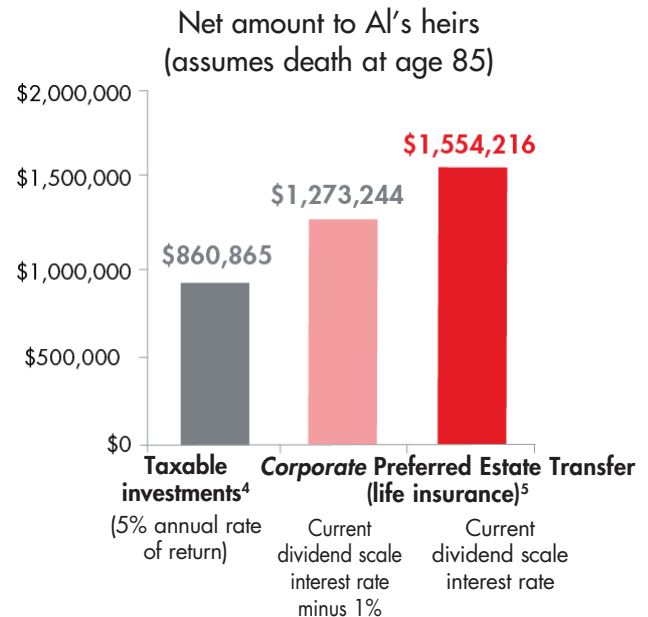 Net amount to Al’s heirs
(assumes death at age 85)
$2,000,000
$1,500,000
$1,000,000
$500,000
$0
$860,865
$1,273,244
$1,554,216
Taxable
investments⁴
(5% annual rate
of return)
Corporate Preferred Estate Transfer
(life insurance)⁵
Current
dividend scale
interest rate
minus 1%
Current
dividend scale
interest rate